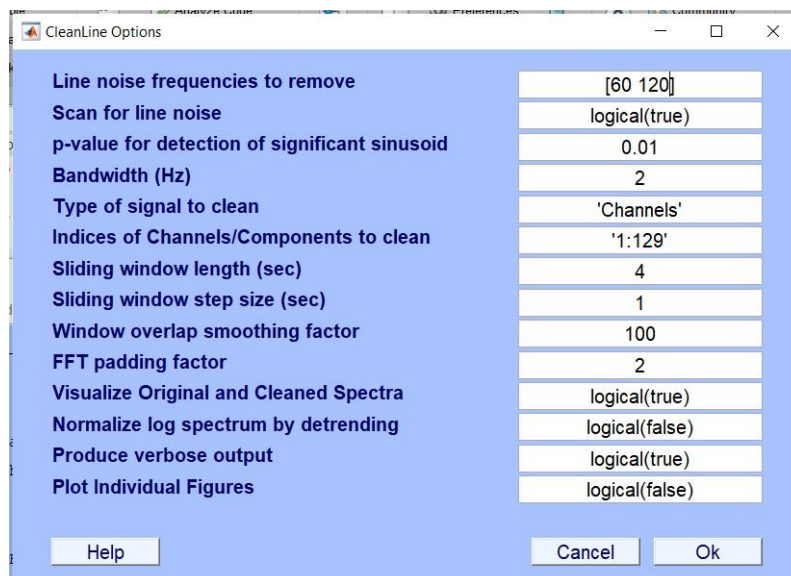 Analyze Code
Preferences
Community
CleanLine Options
Line noise frequencies to remove [60 120]
Scan for line noise logical(true)
p-value for detection of significant sinusoid 0.01
Bandwidth (Hz) 2
Type of signal to clean 'Channels'
Indices of Channels/Components to clean '1:129'
Sliding window length (sec) 4
Sliding window step size (sec) 1
Window overlap smoothing factor 100
FFT padding factor 2
Visualize Original and Cleaned Spectra logical(true)
Normalize log spectrum by detrending logical(false)
Produce verbose output logical(true)
Plot Individual Figures logical(false)
Help Cancel Ok